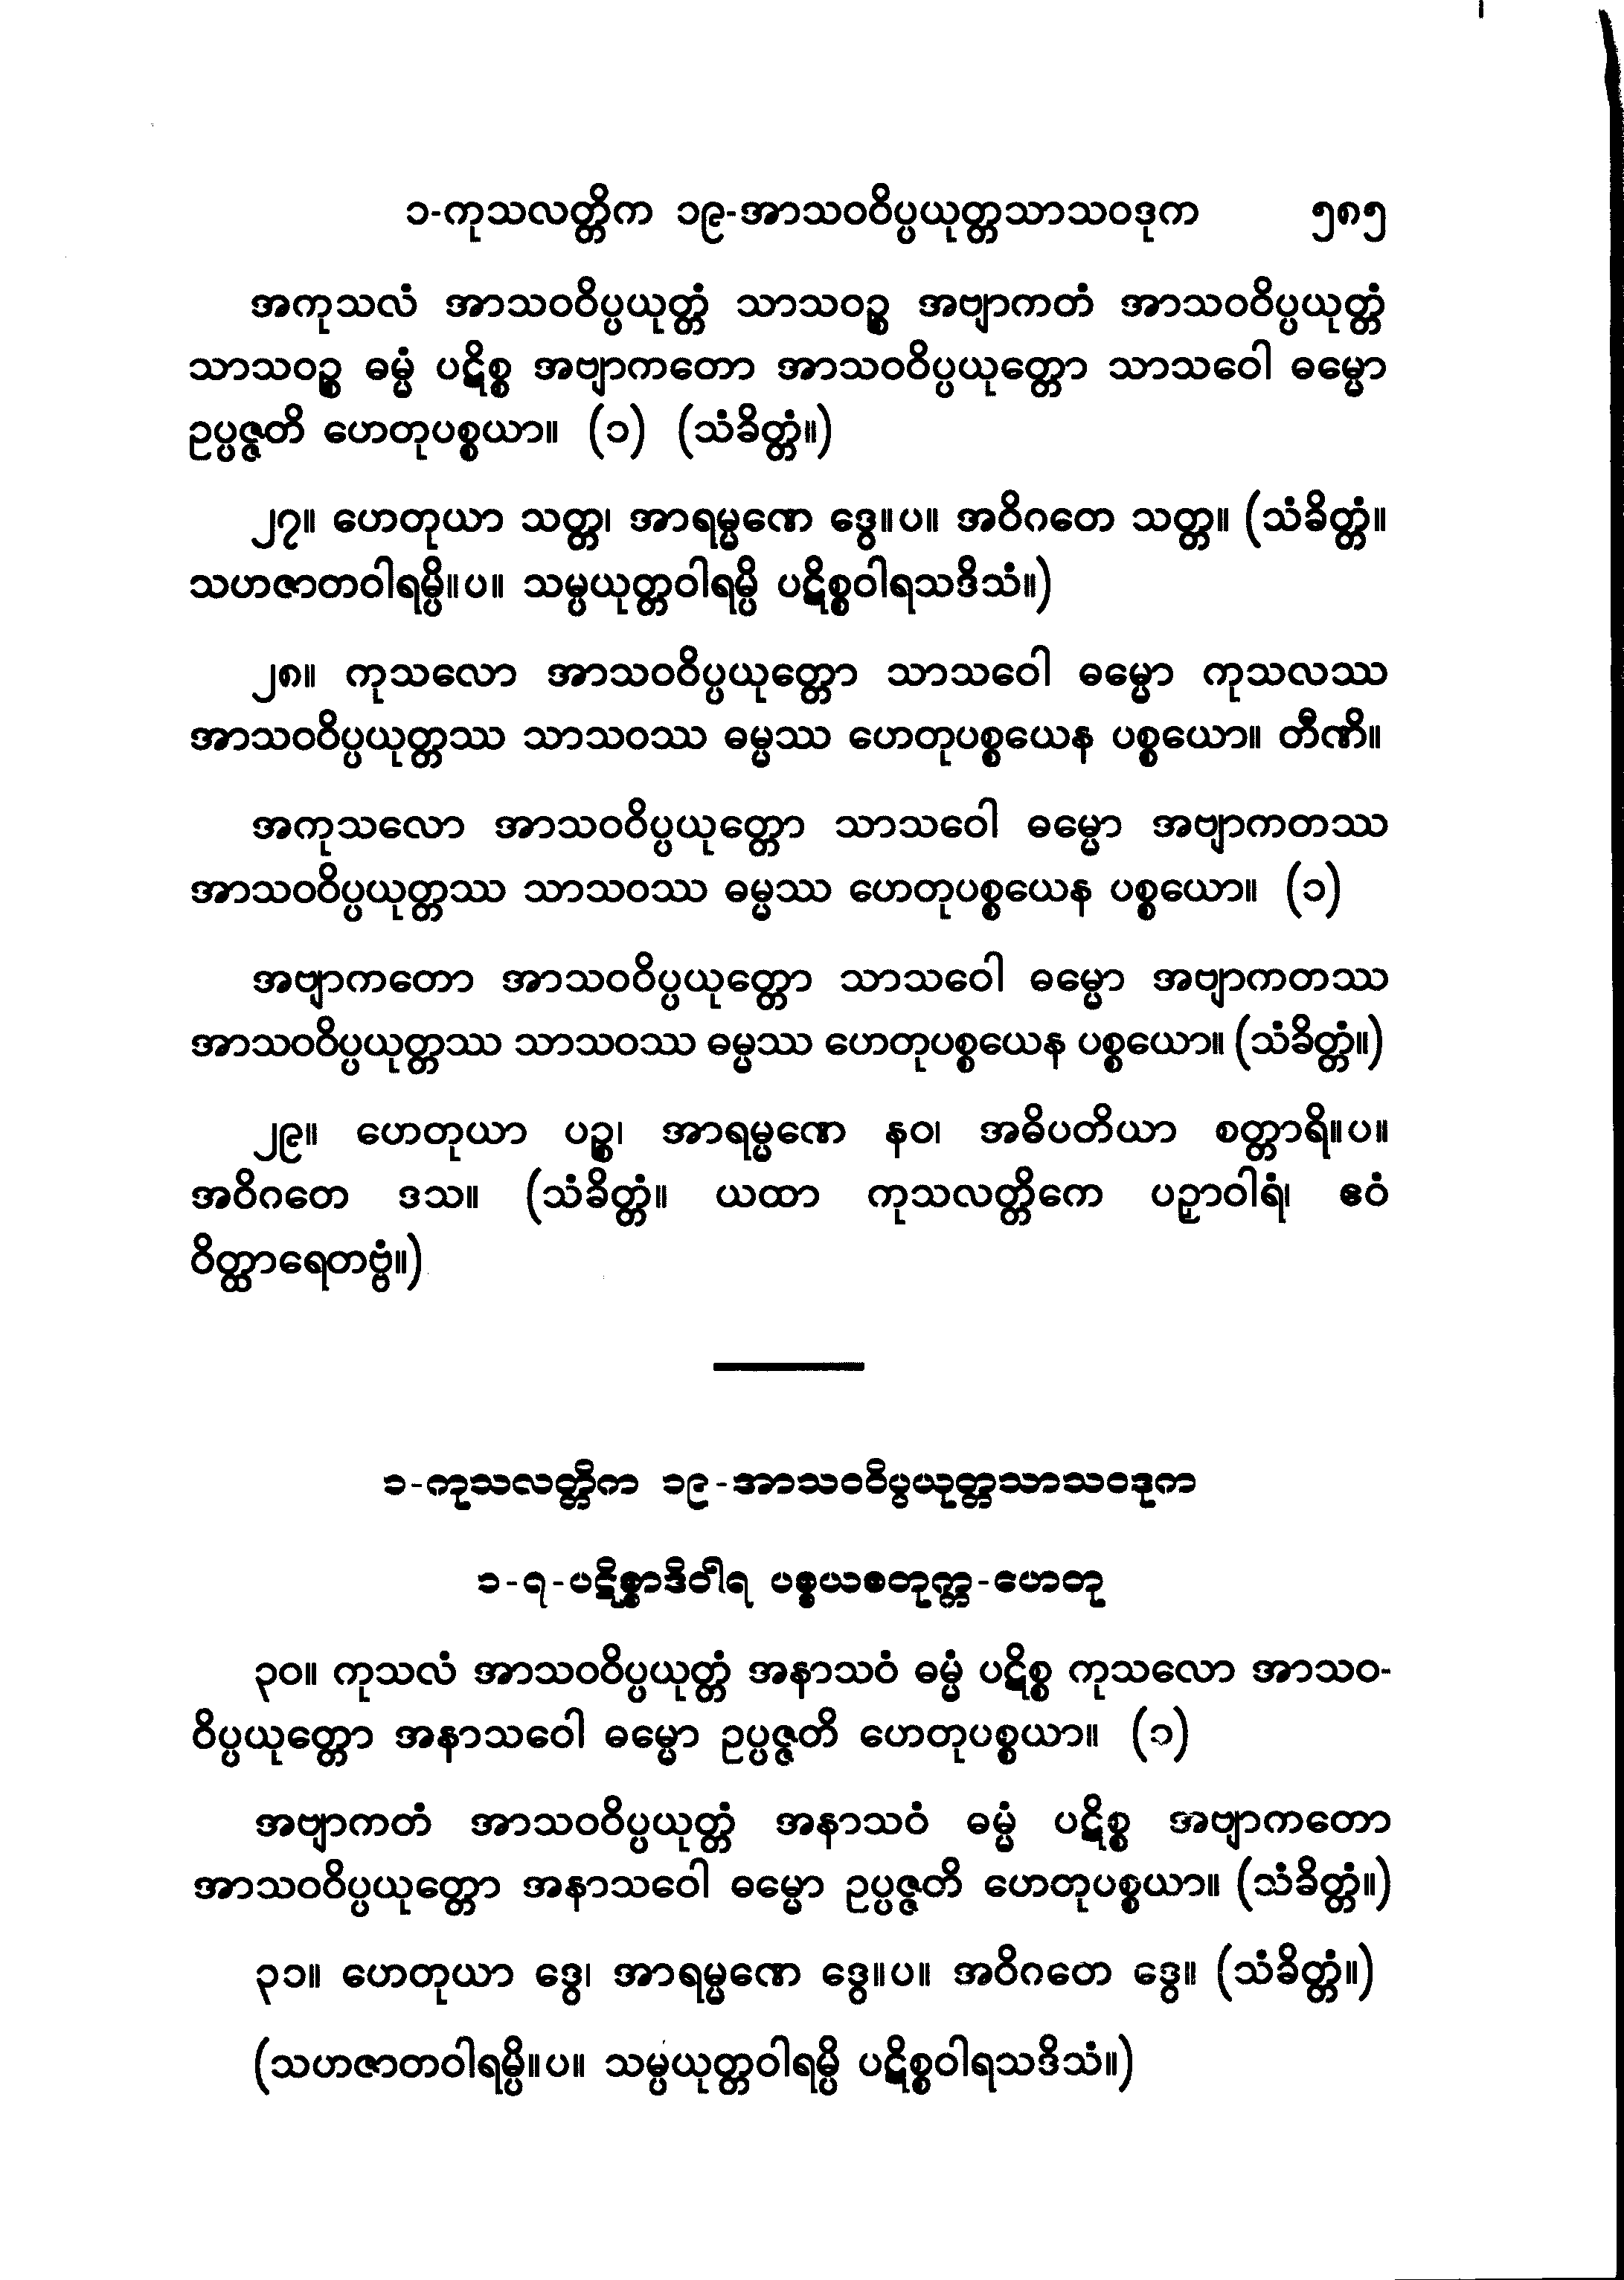 ၁-ကုသလတ္တိက ၁၉-အာသဝဝိပ္ပယုတ္တသာသဝဒုက ၅၈၅
အကုသလံ အာသဝဝိပ္ပယုတ္တံ သာသဝဉ္စ အဗျာကတံ အာသဝဝိပ္ပယုတ္တံ
သာသဝဉ္စ ဓမ္မံ ပဋိစ္စ အဗျာကတော အာသဝဝိပ္ပယုတ္တော သာသဝေါ ဓမ္မော
ဥပ္ပဇ္ဇတိ ဟေတုပစ္စယာ။ (၁) (သံခိတ္တံ။)
၂၇။ ဟေတုယာ သတ္တ၊ အာရမ္မဏေ ဒွေ။ပ။ အဝိဂတေ သတ္တ။ (သံခိတ္တံ။
သဟဇာတဝါရမ္ပိ။ပ။ သမ္ပယုတ္တဝါရမ္ပိ ပဋိစ္စဝါရသဒိသံ။)
၂၈။ ကုသလော အာသဝဝိပ္ပယုတ္တော သာသဝေါ ဓမ္မော ကုသလဿ
အာသဝဝိပ္ပယုတ္တဿ သာသဝဿ ဓမ္မဿ ဟေတုပစ္စယေန ပစ္စယော။ တီဏိ။
အကုသလော အာသဝဝိပ္ပယုတ္တော သာသဝေါ ဓမ္မော အဗျာကတဿ
အာသဝဝိပ္ပယုတ္တဿ သာသဝဿ ဓမ္မဿ ဟေတုပစ္စယေန ပစ္စယော။ (၁)
အဗျာကတော အာသဝဝိပ္ပယုတ္တော သာသဝေါ ဓမ္မော အဗျာကတဿ
အာသဝဝိပ္ပယုတ္တဿ သာသဝဿ ဓမ္မဿ ဟေတုပစ္စယေန ပစ္စယော။ (သံခိတ္တံ။)
၂၉။ ဟေတုယာ ပဉ္စ၊ အာရမ္မဏေ နဝ၊ အဓိပတိယာ စတ္တာရိ။ပ။
အဝိဂတေ ဒသ။ (သံခိတ္တံ။ ယထာ ကုသလတ္တိကေ ပဉှာဝါရံ၊ ဧဝံ
ဝိတ္ထာရေတဗ္ဗံ။)
၁-ကုသလတ္တိက ၁၉-အာသဝဝိပ္ပယုတ္တသာသဝဒုက
၁-၇-ပဋိစ္စာဒိဝါရ ပစ္စယစတုက္က-ဟေတု
၃၀။ ကုသလံ အာသဝဝိပ္ပယုတ္တံ အနာသဝံ ဓမ္မံ ပဋိစ္စ ကုသလော အာသဝ-
ဝိပ္ပယုတ္တော အနာသဝေါ ဓမ္မော ဥပ္ပဇ္ဇတိ ဟေတုပစ္စယာ။ (၁)
အဗျာကတံ အာသဝဝိပ္ပယုတ္တံ အနာသဝံ ဓမ္မံ ပဋိစ္စ အဗျာကတော
အာသဝဝိပ္ပယုတ္တော အနာသဝေါ ဓမ္မော ဥပ္ပဇ္ဇတိ ဟေတုပစ္စယာ။ (သံခိတ္တံ။)
၃၁။ ဟေတုယာ ဒွေ၊ အာရမ္မဏေ ဒွေ။ပ။ အဝိဂတေ ဒွေ။ (သံခိတ္တံ။)
(သဟဇာတဝါရမ္ပိ။ပ။ သမ္ပယုတ္တဝါရမ္ပိ ပဋိစ္စဝါရသဒိသံ။)